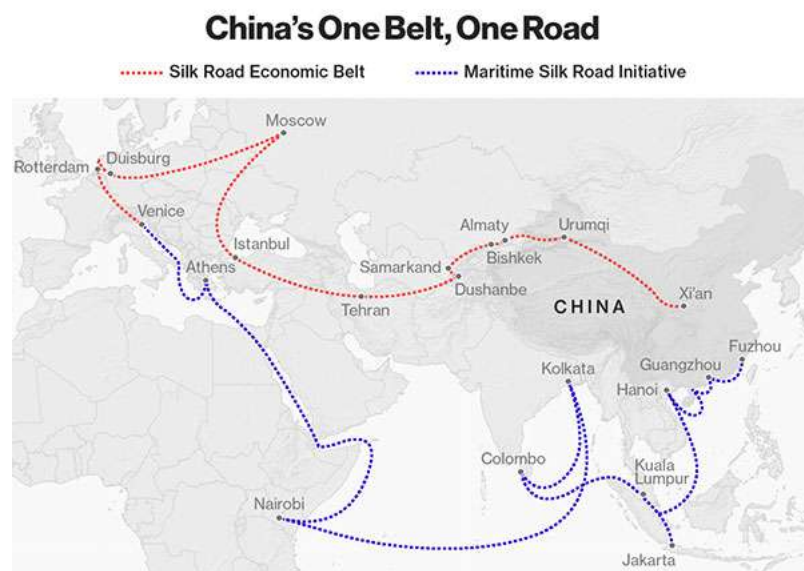 China's One Belt, One Road
Silk Road Economic Belt
Maritime Silk Road Initiative
Moscow
Rotterdam
Duisburg
Venice
Istanbul
Athens
Almaty
Urumqi
Bishkek
Samarkand
Dushanbe
Tehran
CHINA
Xi'an
Fuzhou
Guangzhou
Kolkata
Hanoi
Colombo
Kuala
Lumpur
Nairobi
Jakarta